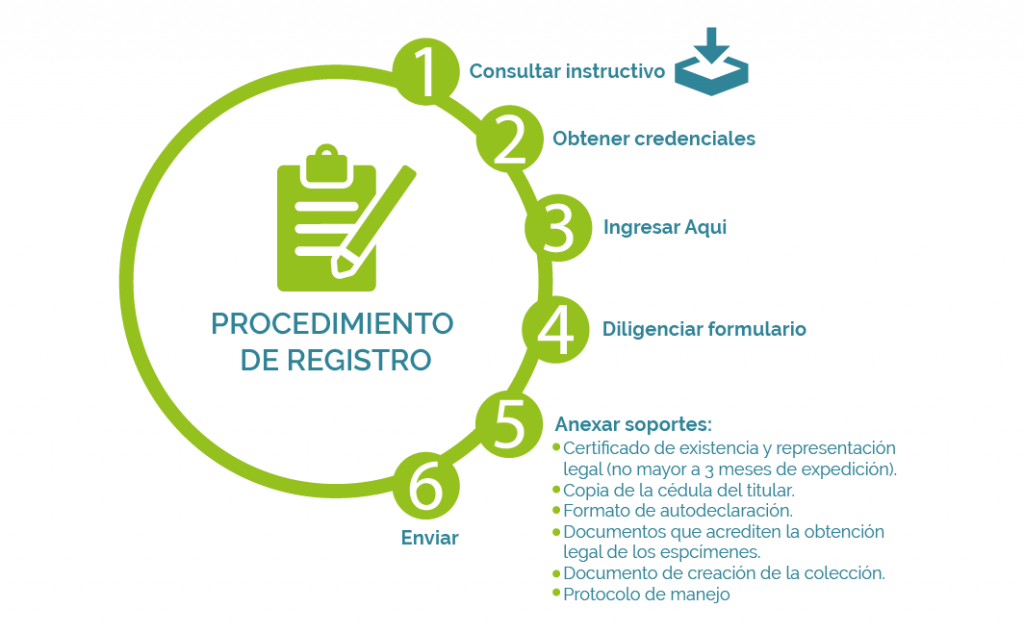 PROCEDIMIENTO
DE REGISTRO
1 Consultar instructivo
2 Obtener credenciales
3 Ingresar Aqui
4 Diligenciar formulario
5 Anexar soportes:
• Certificado de existencia y representación
legal (no mayor a 3 meses de expedición).
• Copia de la cédula del titular.
• Formato de autodeclaración.
• Documentos que acrediten la obtención
legal de los espcímenes.
• Documento de creación de la colección.
• Protocolo de manejo
6
Enviar